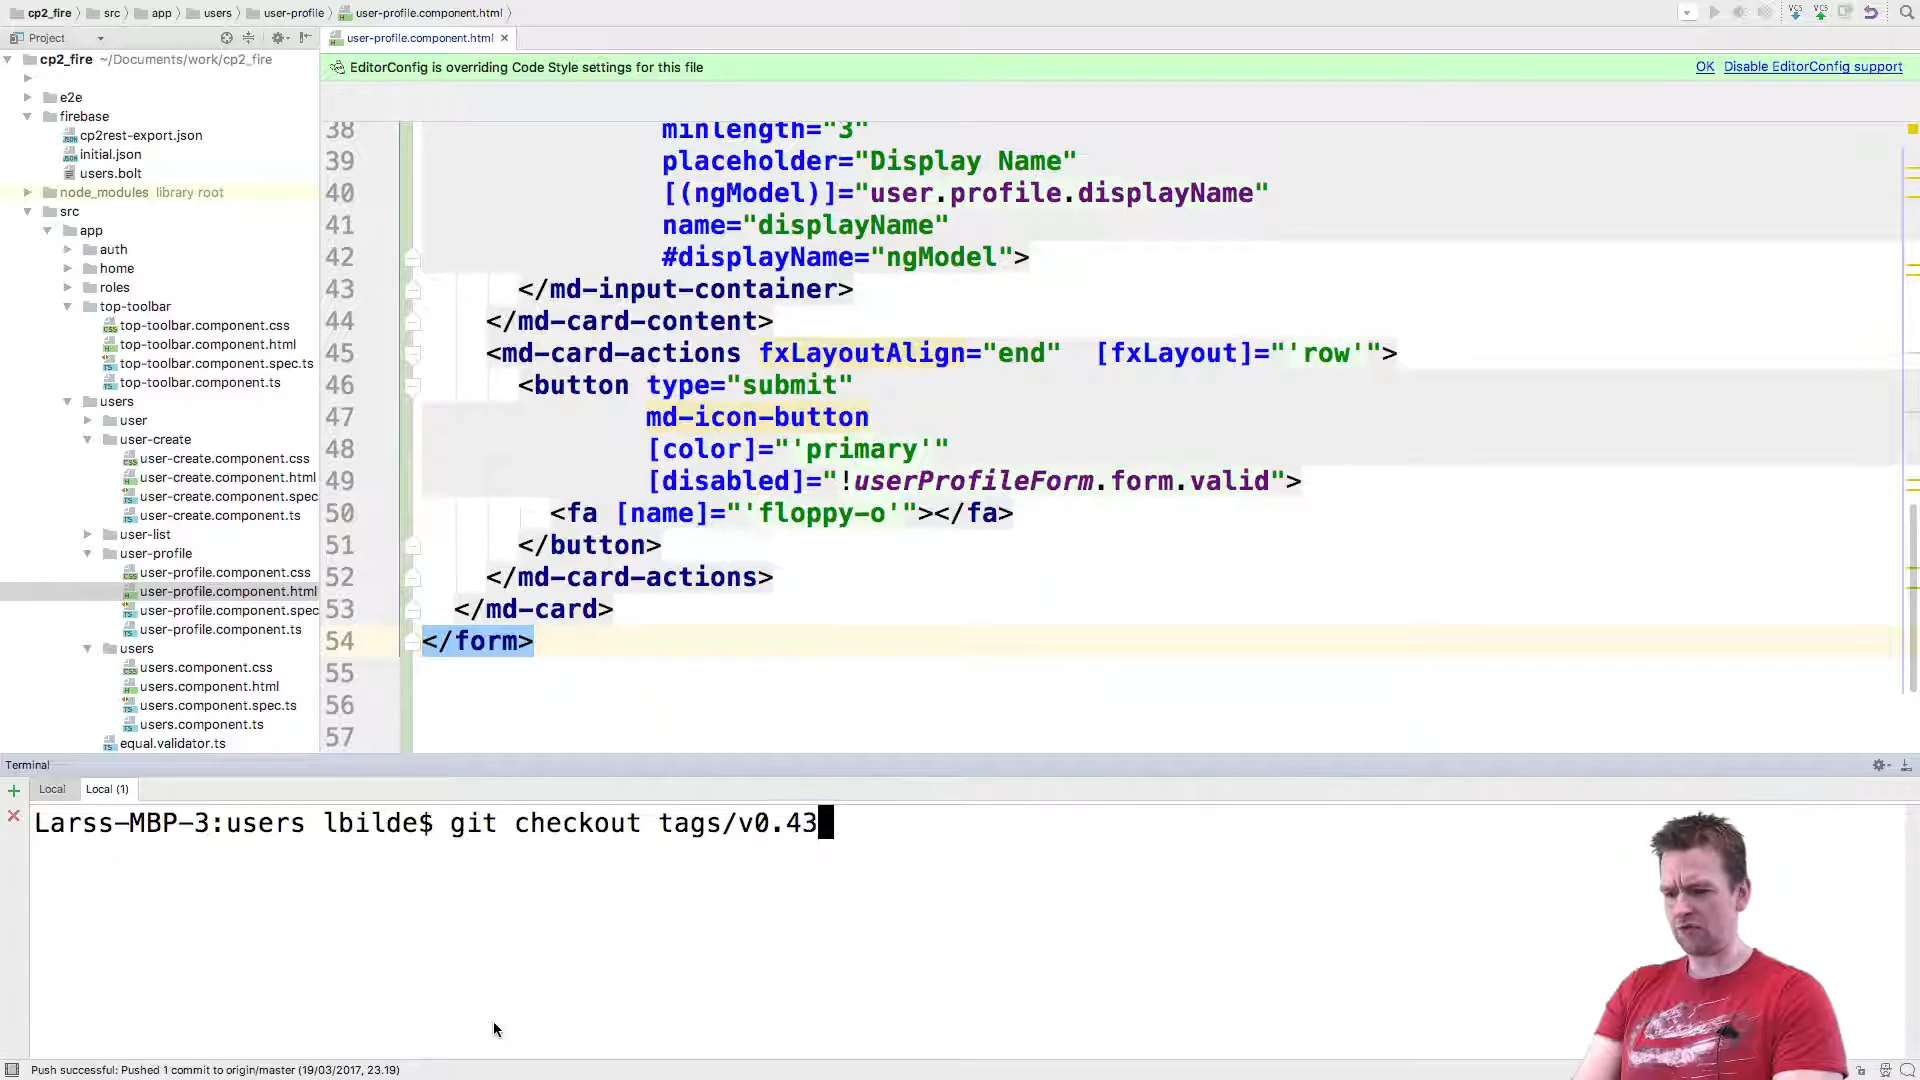 cp2_fire
src
app
users
user-profile
user-profile.component.html
Project
user-profile.component.html
cp2_fire ~/Documents/work/cp2_fire
EditorConfig is overriding Code Style settings for this file
OK
Disable EditorConfig support
e2e
firebase
cp2rest-export.json
initial.json
users.bolt
node_modules library root
src
app
auth
home
roles
top-toolbar
top-toolbar.component.css
top-toolbar.component.html
top-toolbar.component.spec.ts
top-toolbar.component.ts
users
user
user-create
user-create.component.css
user-create.component.html
user-create.component.spec
user-create.component.ts
user-list
user-profile
user-profile.component.css
user-profile.component.html
user-profile.component.spec
user-profile.component.ts
users
users.component.css
users.component.html
users.component.spec.ts
users.component.ts
equal.validator.ts
38 minlength="3"
39 placeholder="Display Name"
40 [(ngModel)]="user.profile.displayName"
41 name="displayName"
42 #displayName="ngModel">
43 </md-input-container>
44 </md-card-content>
45 <md-card-actions fxLayoutAlign="end" [fxLayout]="'row'">
46 <button type="submit"
47 md-icon-button
48 [color]="'primary'"
49 [disabled]="!userProfileForm.form.valid">
50 <fa [name]="'floppy-o'"></fa>
51 </button>
52 </md-card-actions>
53 </md-card>
54 </form>
55
56
57
Terminal
Local
Local (1)
Larss-MBP-3:users lbilde$ git checkout tags/v0.43
Push successful: Pushed 1 commit to origin/master (19/03/2017, 23.19)